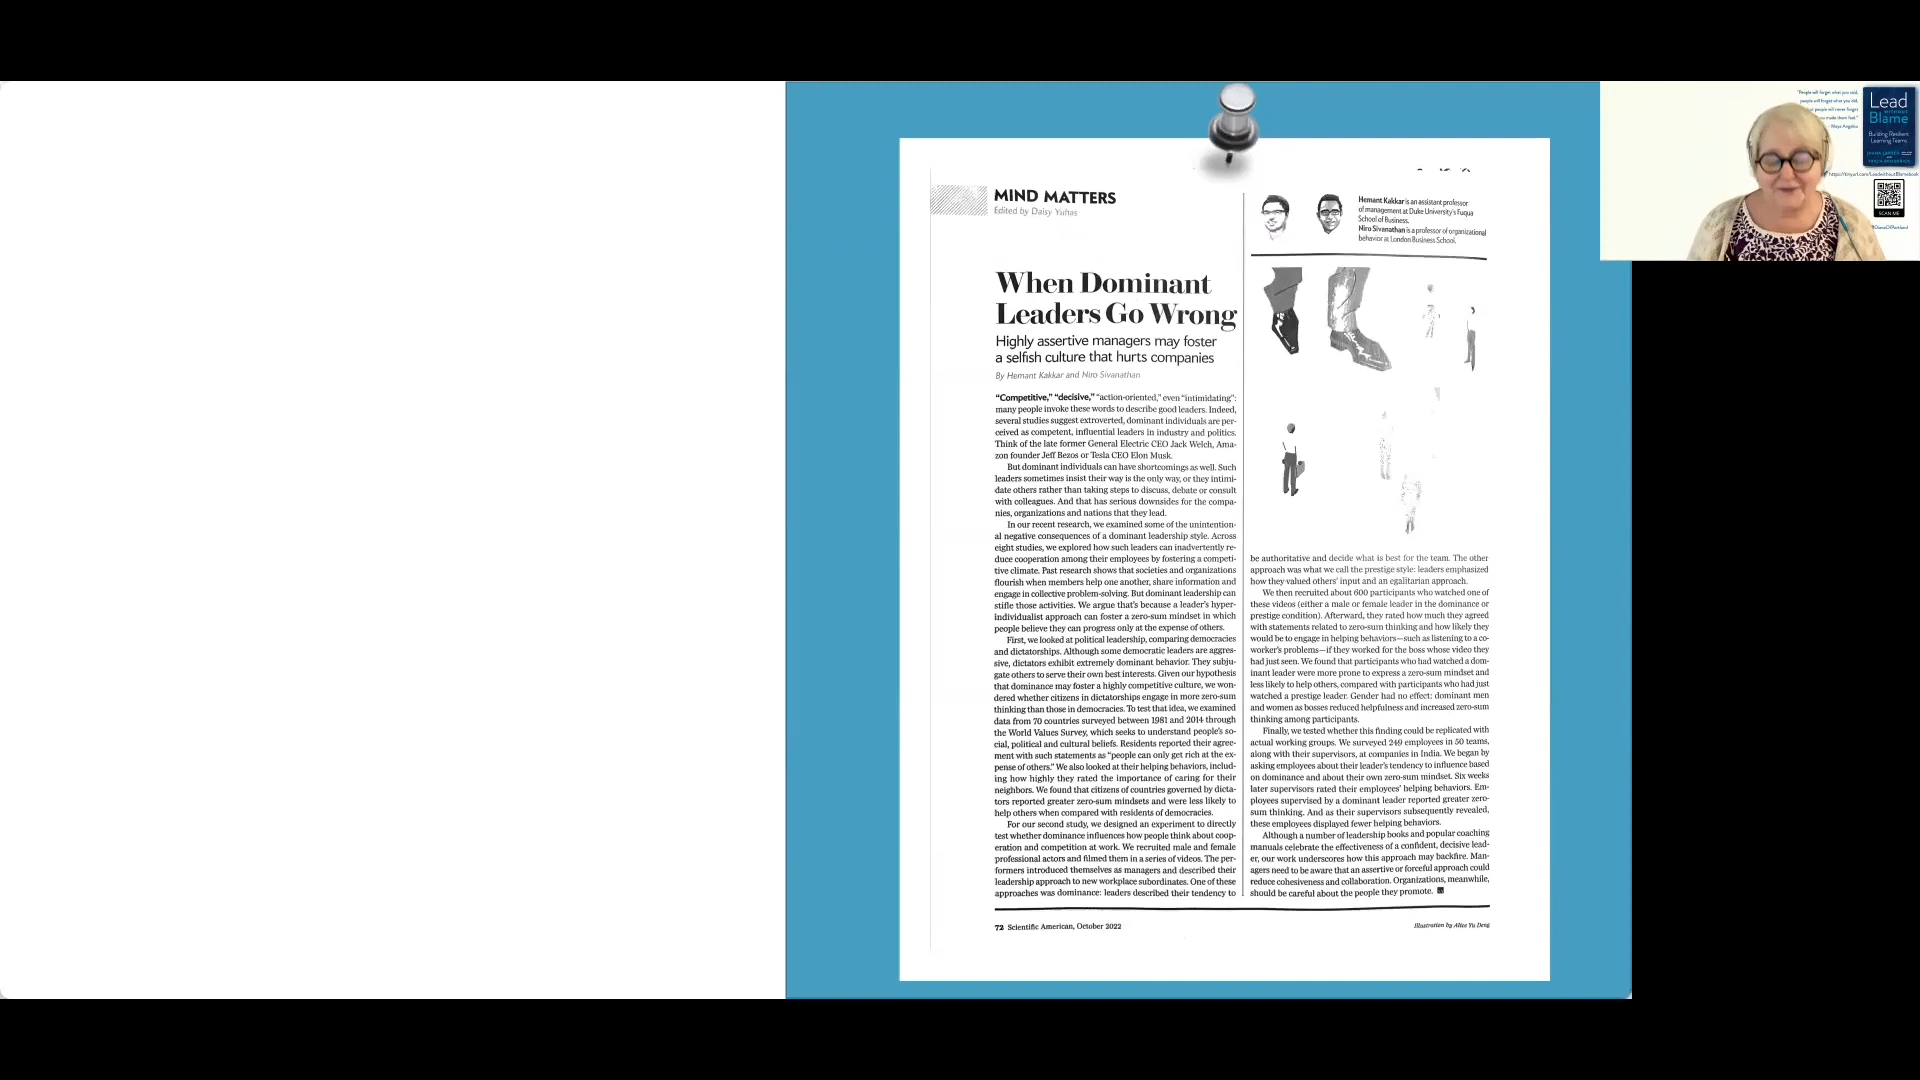 MIND MATTERS
Edited by Daisy Yuhas
Hemant Kakkar is an assistant professor
of management at Duke University's Fuqua
School of Business.
Niro Sivanathan is a professor of organizational
behavior at London Business School.
When Dominant
Leaders Go Wrong
Highly assertive managers may foster
a selfish culture that hurts companies
By Hemant Kakkar and Niro Sivanathan
“Competitive,” “decisive,” “action-oriented,” even “intimidating”:
many people invoke these words to describe good leaders. Indeed,
several studies suggest extroverted, dominant individuals are per-
ceived as competent, influential leaders in industry and politics.
Think of the late former General Electric CEO Jack Welch, Ama-
zon founder Jeff Bezos or Tesla CEO Elon Musk.
But dominant individuals can have shortcomings as well. Such
leaders sometimes insist their way is the only way, or they intimi-
date others rather than taking steps to discuss, debate or consult
with colleagues. And that has serious downsides for the compa-
nies, organizations and nations that they lead.
In our recent research, we examined some of the unintention-
al negative consequences of a dominant leadership style. Across
eight studies, we explored how such leaders can inadvertently re-
duce cooperation among their employees by fostering a competi-
tive climate. Past research shows that societies and organizations
flourish when members help one another, share information and
engage in collective problem-solving. But dominant leadership can
stifle those activities. We argue that's because a leader's hyper-
individualist approach can foster a zero-sum mindset in which
people believe they can progress only at the expense of others.
First, we looked at political leadership, comparing democracies
and dictatorships. Although some democratic leaders are aggres-
sive, dictators exhibit extremely dominant behavior. They subju-
gate others to serve their own best interests. Given our hypothesis
that dominance may foster a highly competitive culture, we won-
dered whether citizens in dictatorships engage in more zero-sum
thinking than those in democracies. To test that idea, we examined
data from 70 countries surveyed between 1981 and 2014 through
the World Values Survey, which seeks to understand people's so-
cial, political and cultural beliefs. Residents reported their agree-
ment with such statements as “people can only get rich at the ex-
pense of others.” We also looked at their helping behaviors, includ-
ing how highly they rated the importance of caring for their
neighbors. We found that citizens of countries governed by dicta-
tors reported greater zero-sum mindsets and were less likely to
help others when compared with residents of democracies.
For our second study, we designed an experiment to directly
test whether dominance influences how people think about coop-
eration and competition at work. We recruited male and female
professional actors and filmed them in a series of videos. The per-
formers introduced themselves as managers and described their
leadership approach to new workplace subordinates. One of these
approaches was dominance: leaders described their tendency to
be authoritative and decide what is best for the team. The other
approach was what we call the prestige style: leaders emphasized
how they valued others' input and an egalitarian approach.
We then recruited about 600 participants who watched one of
these videos (either a male or female leader in the dominance or
prestige condition). Afterward, they rated how much they agreed
with statements related to zero-sum thinking and how likely they
would be to engage in helping behaviors—such as listening to a co-
worker's problems—if they worked for the boss whose video they
had just seen. We found that participants who had watched a dom-
inant leader were more prone to express a zero-sum mindset and
less likely to help others, compared with participants who had just
watched a prestige leader. Gender had no effect: dominant men
and women as bosses reduced helpfulness and increased zero-sum
thinking among participants.
Finally, we tested whether this finding could be replicated with
actual working groups. We surveyed 249 employees in 50 teams,
along with their supervisors, at companies in India. We began by
asking employees about their leader's tendency to influence based
on dominance and about their own zero-sum mindset. Six weeks
later supervisors rated their employees' helping behaviors. Em-
ployees supervised by a dominant leader reported greater zero-
sum thinking. And as their supervisors subsequently revealed,
these employees displayed fewer helping behaviors.
Although a number of leadership books and popular coaching
manuals celebrate the effectiveness of a confident, decisive lead-
er, our work underscores how this approach may backfire. Man-
agers need to be aware that an assertive or forceful approach could
reduce cohesiveness and collaboration. Organizations, meanwhile,
should be careful about the people they promote.
72 Scientific American, October 2022
Illustration by Alice Yu Deng
"People will forget what you said,
people will forget what you did,
but people will never forget
you made them feel."
Maya Angelou
Lead
WITHOUT
Blame
Building Resilient
Learning Teams
https://tinyurl.com/LeadwithoutBlamebook
SCAN ME